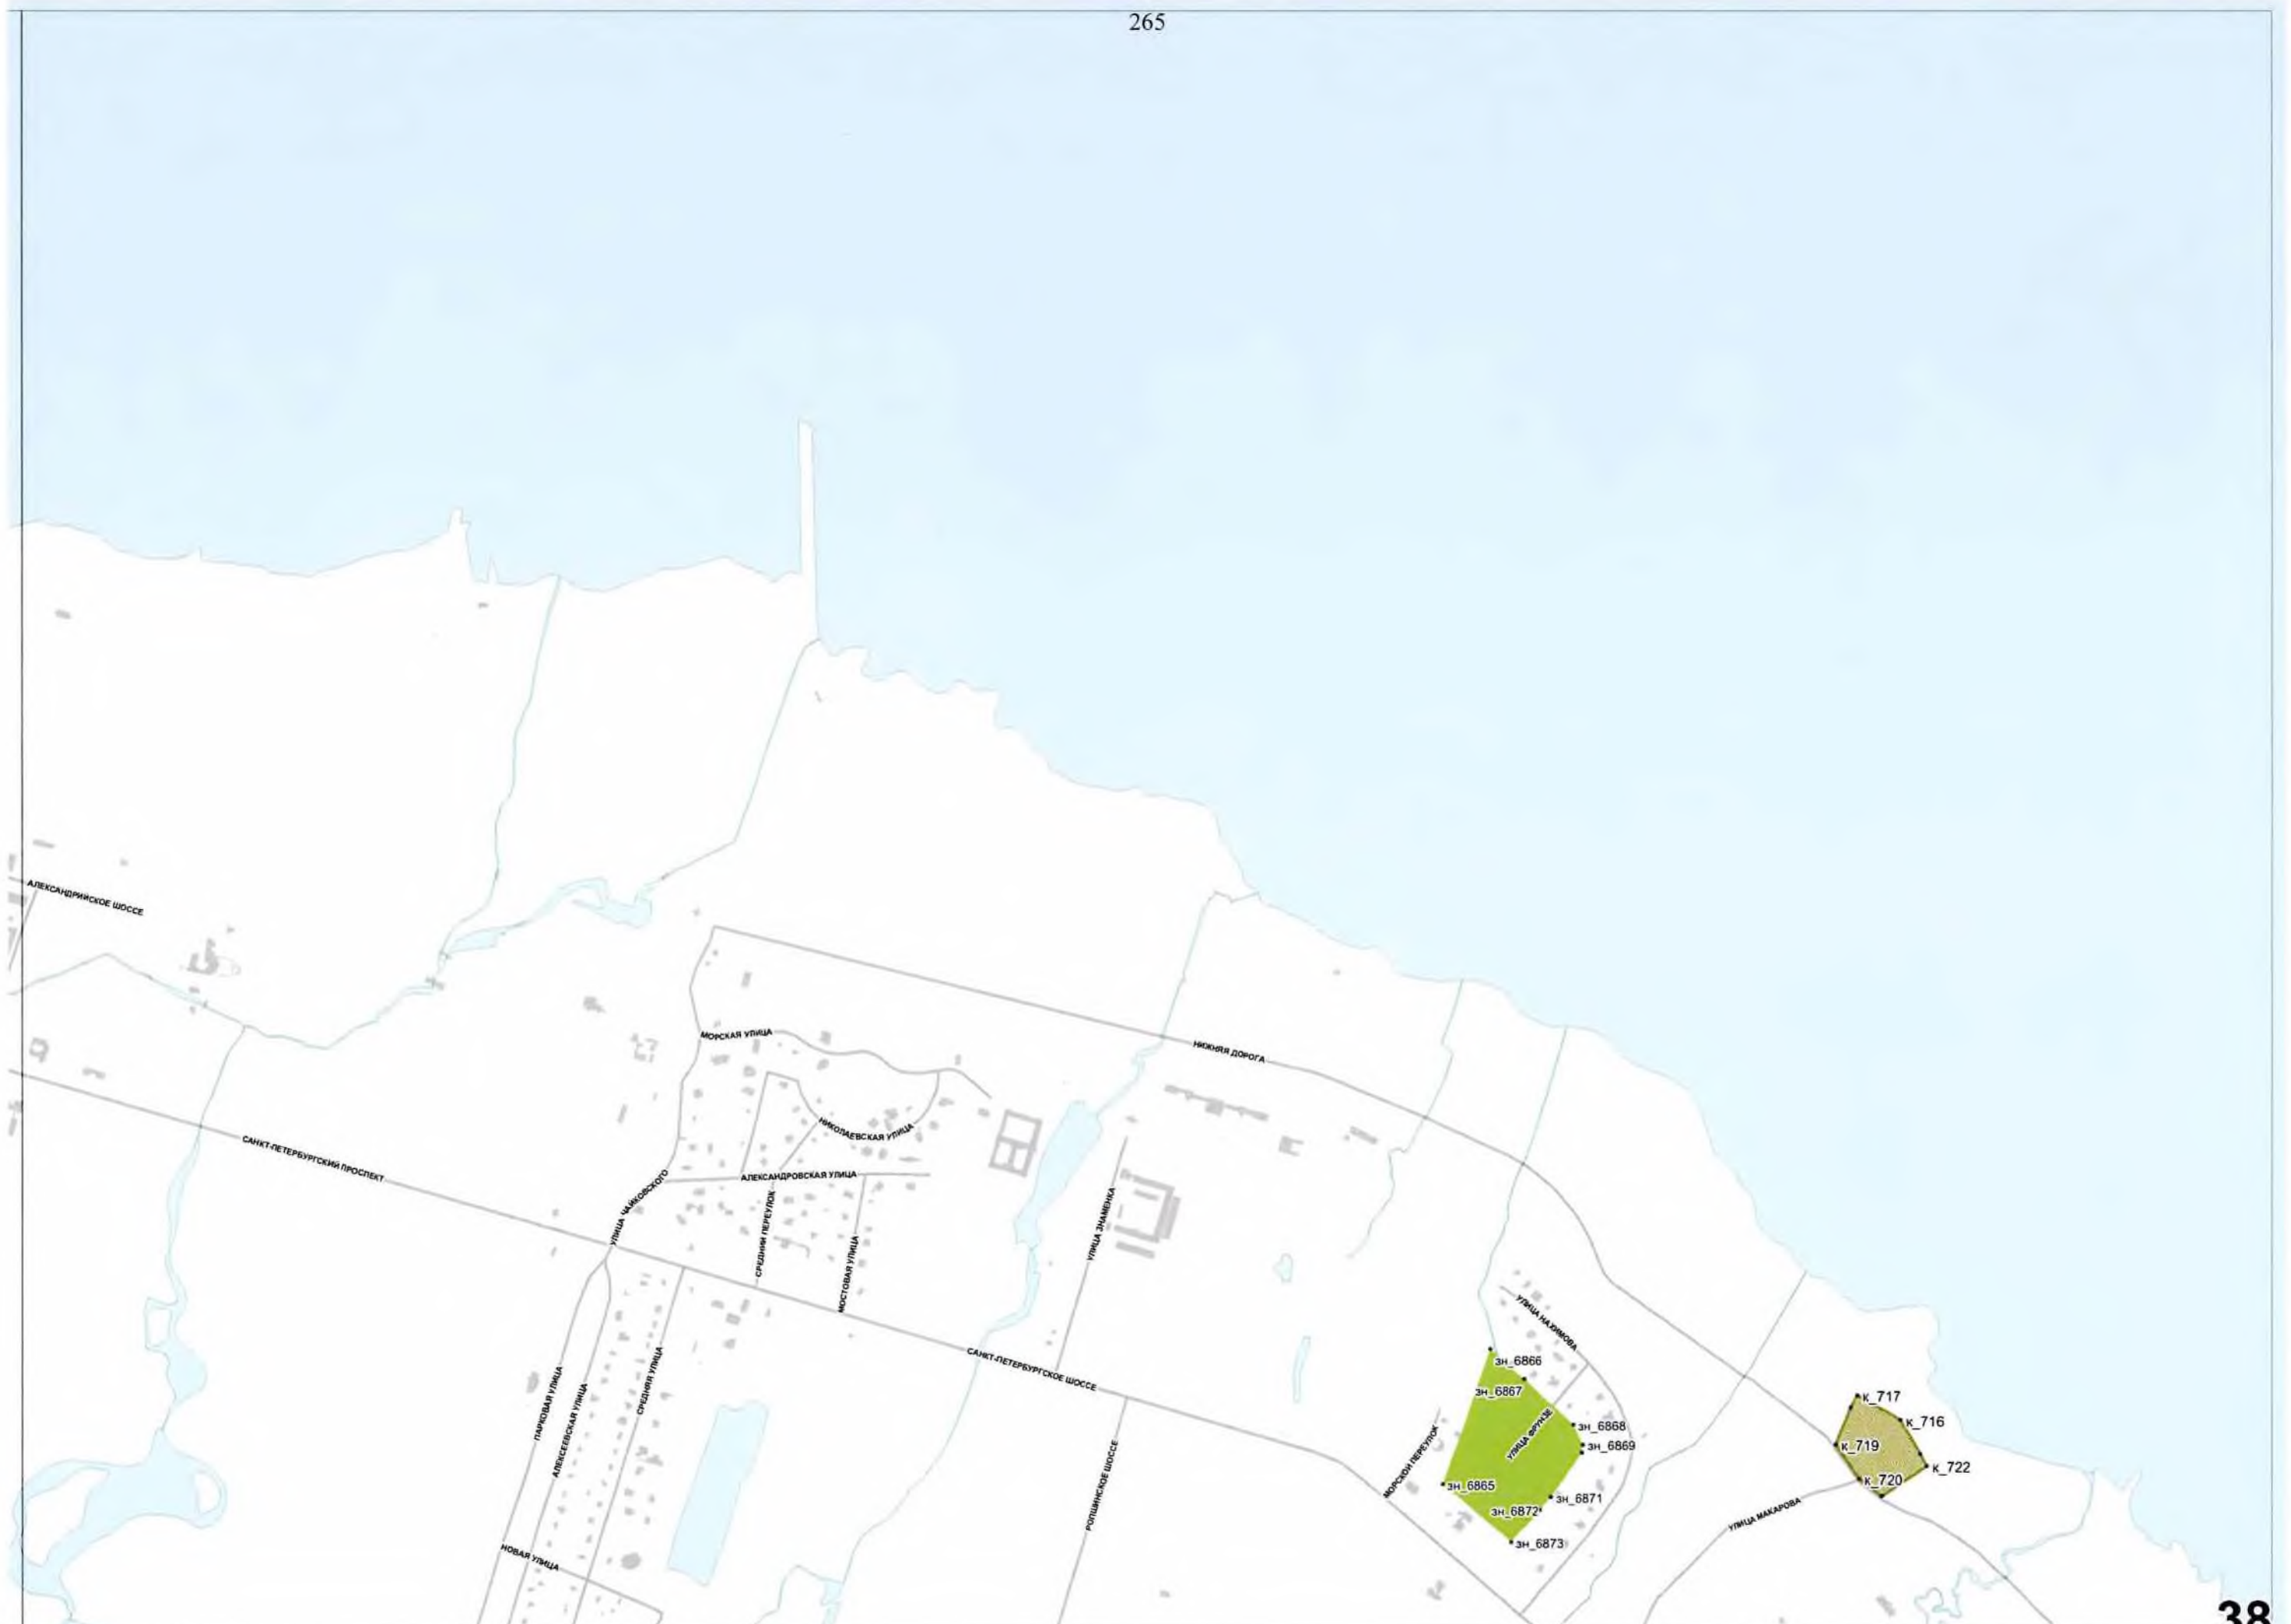 265
АЛЕКСАНДРИЙСКОЕ ШОССЕ
МОРСКАЯ УЛИЦА
НИЖНЯЯ ДОРОГА
НИКОЛАЕВСКАЯ УЛИЦА
САНКТ-ПЕТЕРБУРГСКИЙ ПРОСПЕКТ
АЛЕКСАНДРОВСКАЯ УЛИЦА
УЛИЦА ЧАЙКОВСКОГО
СРЕДНИЙ ПЕРЕУЛОК
МОСТОВАЯ УЛИЦА
УЛИЦА ЗНАМЕНКА
УЛИЦА НАХИМОВА
САНКТ-ПЕТЕРБУРГСКОЕ ШОССЕ
ПАРКОВАЯ УЛИЦА
АЛЕКСЕЕВСКАЯ УЛИЦА
СРЕДНЯЯ УЛИЦА
зн_6866
зн_6867
к_717
к_716
зн_6868
УЛИЦА ФРУНЗЕ
зн_6869
к_719
МОРСКОЙ ПЕРЕУЛОК
к_722
к_720
зн_6865
РОПШИНСКОЕ ШОССЕ
зн_6871
зн_6872
УЛИЦА МАКАРОВА
зн_6873
НОВАЯ УЛИЦА
38